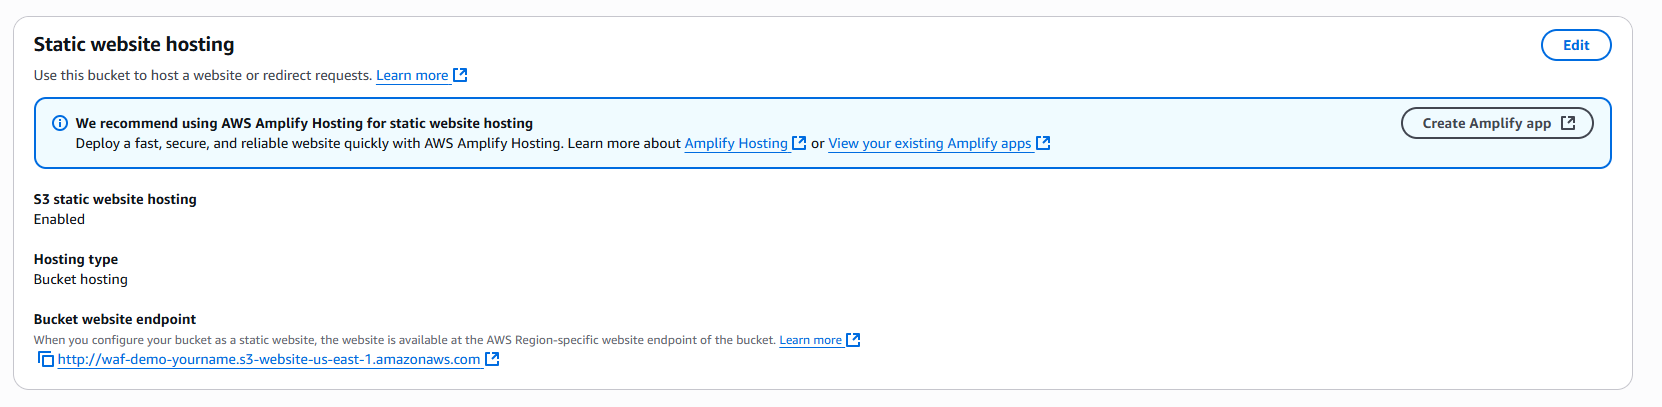 Static website hosting
Edit
Use this bucket to host a website or redirect requests. Learn more
We recommend using AWS Amplify Hosting for static website hosting
Create Amplify app
Deploy a fast, secure, and reliable website quickly with AWS Amplify Hosting. Learn more about Amplify Hosting or View your existing Amplify apps
S3 static website hosting
Enabled
Hosting type
Bucket hosting
Bucket website endpoint
When you configure your bucket as a static website, the website is available at the AWS Region-specific website endpoint of the bucket. Learn more
http://waf-demo-yourname.s3-website-us-east-1.amazonaws.com